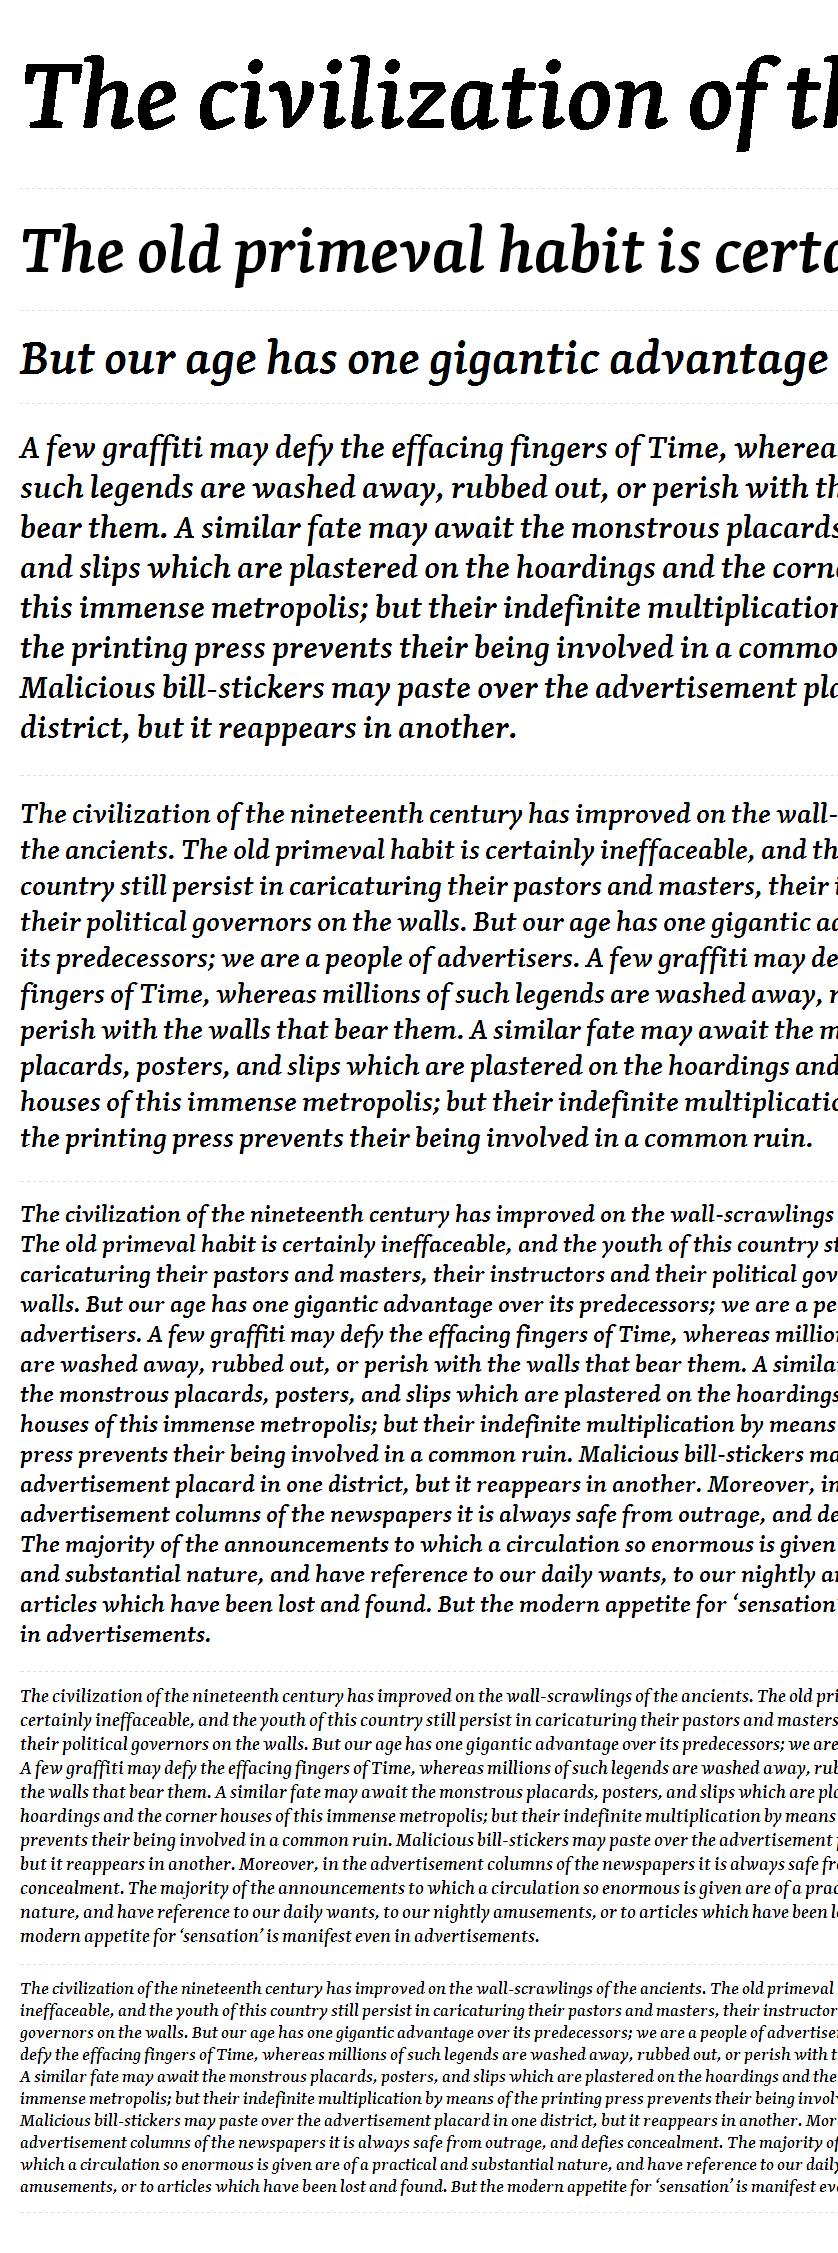 The civilization of th
The old primeval habit is certa
But our age has one gigantic advantage
A few graffiti may defy the effacing fingers of Time, wherea
such legends are washed away, rubbed out, or perish with th
bear them. A similar fate may await the monstrous placards
and slips which are plastered on the hoardings and the corn
this immense metropolis; but their indefinite multiplication
the printing press prevents their being involved in a commo
Malicious bill-stickers may paste over the advertisement pla
district, but it reappears in another.
The civilization of the nineteenth century has improved on the wall-
the ancients. The old primeval habit is certainly ineffaceable, and th
country still persist in caricaturing their pastors and masters, their i
their political governors on the walls. But our age has one gigantic ad
its predecessors; we are a people of advertisers. A few graffiti may de
fingers of Time, whereas millions of such legends are washed away, r
perish with the walls that bear them. A similar fate may await the m
placards, posters, and slips which are plastered on the hoardings and
houses of this immense metropolis; but their indefinite multiplicatio
the printing press prevents their being involved in a common ruin.
The civilization of the nineteenth century has improved on the wall-scrawlings
The old primeval habit is certainly ineffaceable, and the youth of this country st
caricaturing their pastors and masters, their instructors and their political gov
walls. But our age has one gigantic advantage over its predecessors; we are a pe
advertisers. A few graffiti may defy the effacing fingers of Time, whereas million
are washed away, rubbed out, or perish with the walls that bear them. A similar
the monstrous placards, posters, and slips which are plastered on the hoardings
houses of this immense metropolis; but their indefinite multiplication by means
press prevents their being involved in a common ruin. Malicious bill-stickers ma
advertisement placard in one district, but it reappears in another. Moreover, in
advertisement columns of the newspapers it is always safe from outrage, and de
The majority of the announcements to which a circulation so enormous is given
and substantial nature, and have reference to our daily wants, to our nightly am
articles which have been lost and found. But the modern appetite for ‘sensation’
in advertisements.
The civilization of the nineteenth century has improved on the wall-scrawlings of the ancients. The old pri
certainly ineffaceable, and the youth of this country still persist in caricaturing their pastors and masters
their political governors on the walls. But our age has one gigantic advantage over its predecessors; we are
A few graffiti may defy the effacing fingers of Time, whereas millions of such legends are washed away, rub
the walls that bear them. A similar fate may await the monstrous placards, posters, and slips which are pla
hoardings and the corner houses of this immense metropolis; but their indefinite multiplication by means
prevents their being involved in a common ruin. Malicious bill-stickers may paste over the advertisement
but it reappears in another. Moreover, in the advertisement columns of the newspapers it is always safe fr
concealment. The majority of the announcements to which a circulation so enormous is given are of a prac
nature, and have reference to our daily wants, to our nightly amusements, or to articles which have been l
modern appetite for ‘sensation’ is manifest even in advertisements.
The civilization of the nineteenth century has improved on the wall-scrawlings of the ancients. The old primeval
ineffaceable, and the youth of this country still persist in caricaturing their pastors and masters, their instructor
governors on the walls. But our age has one gigantic advantage over its predecessors; we are a people of advertiser
defy the effacing fingers of Time, whereas millions of such legends are washed away, rubbed out, or perish with t
A similar fate may await the monstrous placards, posters, and slips which are plastered on the hoardings and the
immense metropolis; but their indefinite multiplication by means of the printing press prevents their being invol
Malicious bill-stickers may paste over the advertisement placard in one district, but it reappears in another. Mor
advertisement columns of the newspapers it is always safe from outrage, and defies concealment. The majority of
which a circulation so enormous is given are of a practical and substantial nature, and have reference to our daily
amusements, or to articles which have been lost and found. But the modern appetite for ‘sensation’ is manifest ev